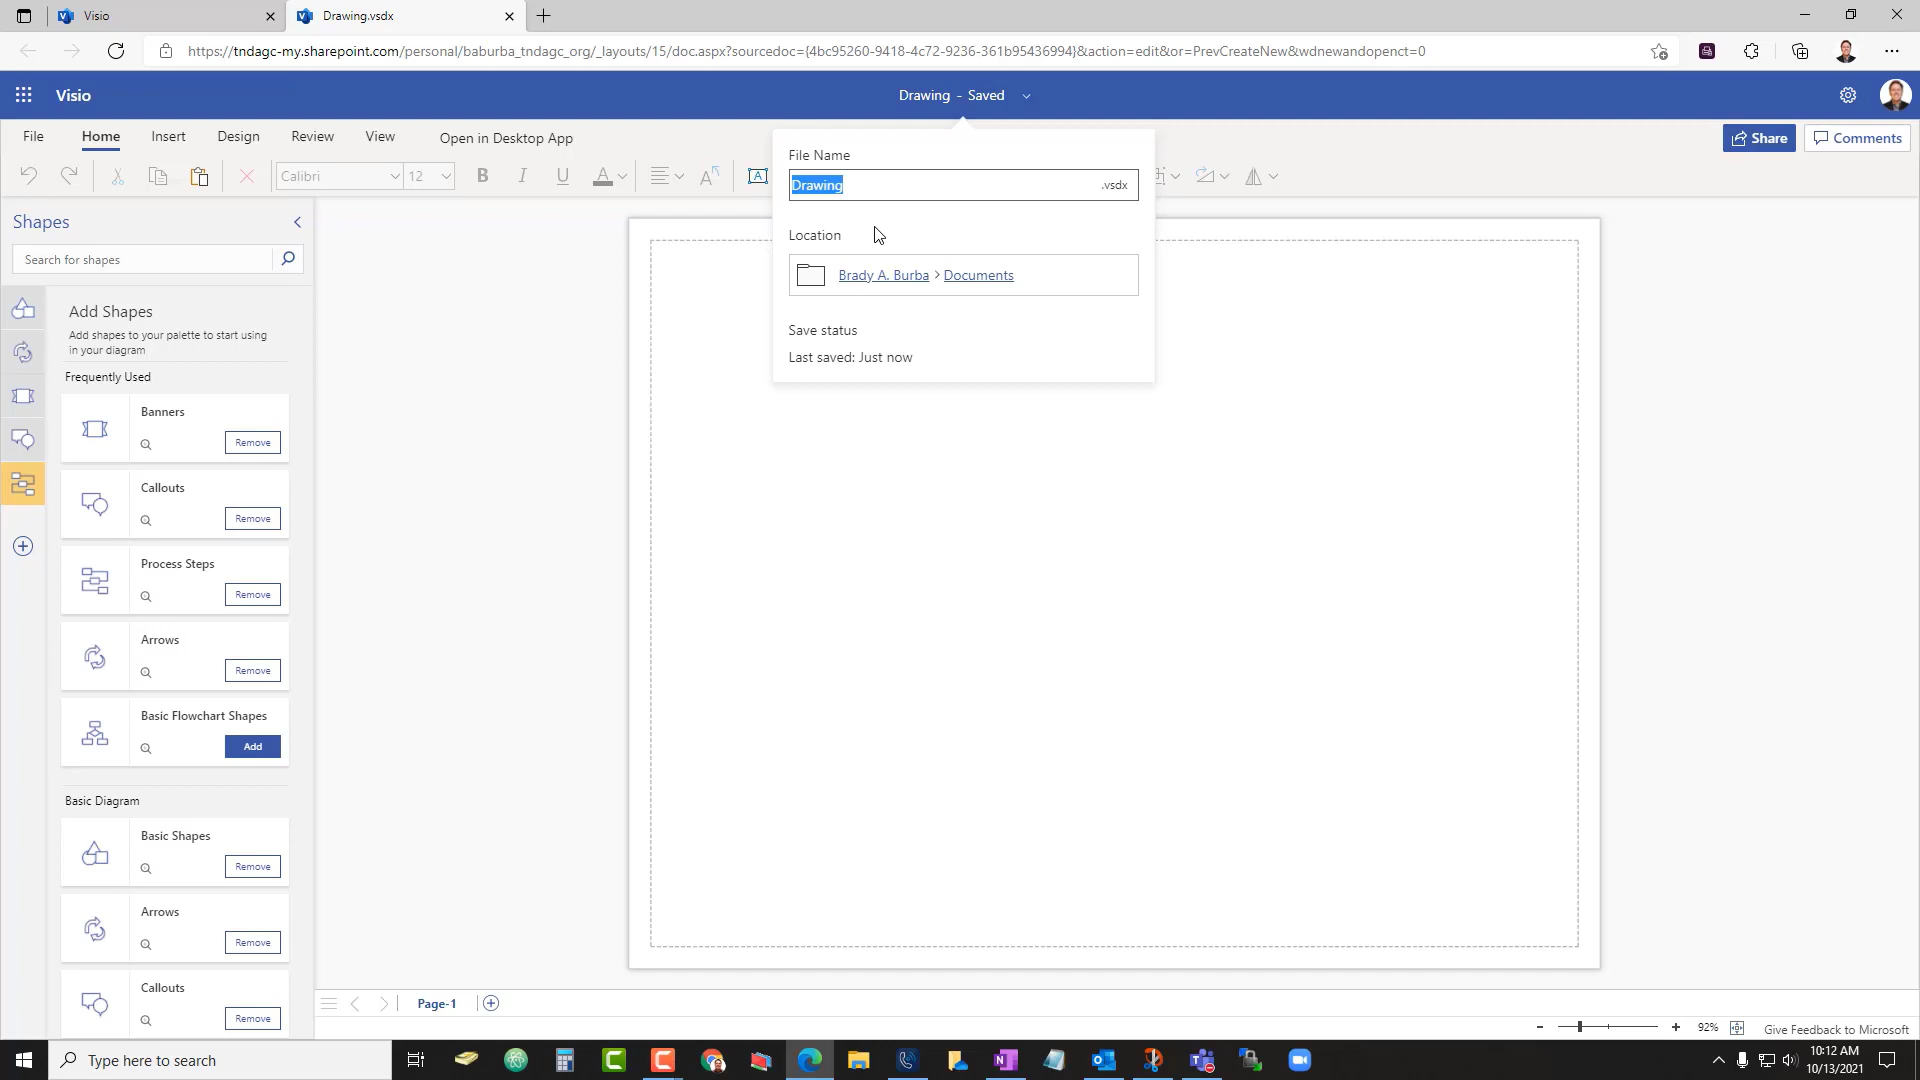 Visio
Drawing.vsdx
https://tndagc-my.sharepoint.com/personal/baburba_tndagc_org/_layouts/15/doc.aspx?sourcedoc={4bc95260-9418-4c72-9236-361b95436994}&action=edit&or=PrevCreateNew&wdnewandopenct=0
Visio
Drawing - Saved
File Home Insert Design Review View Open in Desktop App
Share
Comments
Calibri 12 B I U A A A
File Name
Drawing .vsdx
Location
Brady A. Burba > Documents
Save status
Last saved: Just now
Shapes
Search for shapes
Add Shapes
Add shapes to your palette to start using
in your diagram
Frequently Used
Banners
Remove
Callouts
Remove
Process Steps
Remove
Arrows
Remove
Basic Flowchart Shapes
Add
Basic Diagram
Basic Shapes
Remove
Arrows
Remove
Callouts
Remove
Page-1
92%
Give Feedback to Microsoft
Type here to search
10:12 AM
10/13/2021